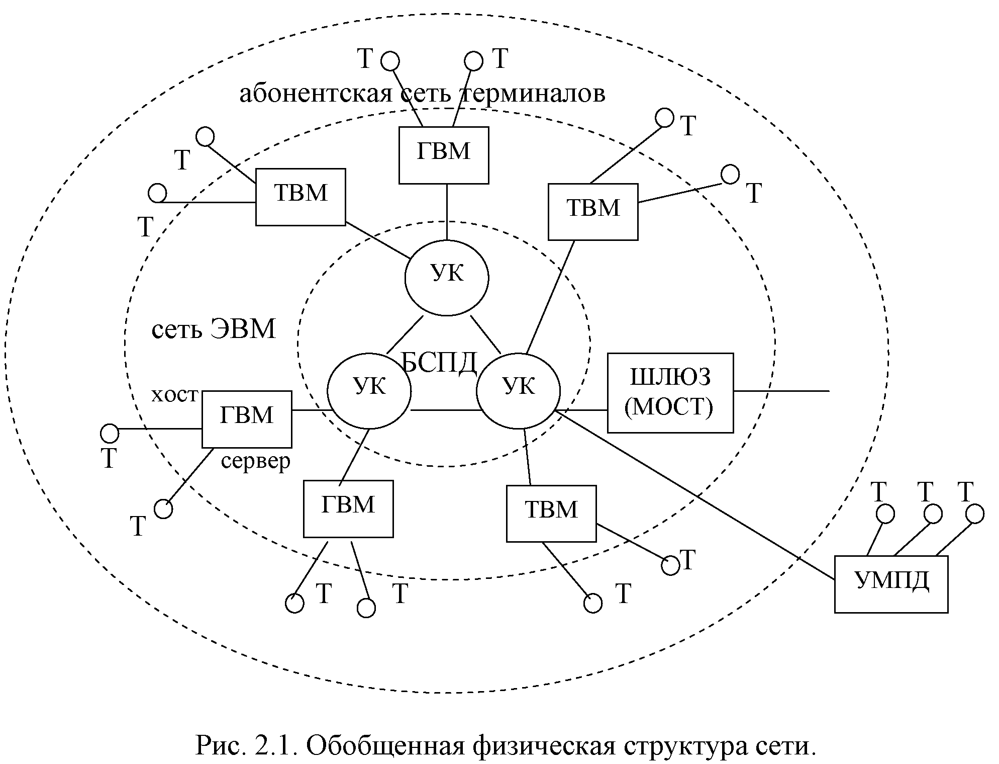 Т Т
абонентская сеть терминалов
Т
Т
ГВМ
Т
ТВМ
Т
ТВМ
Т
УК
сеть ЭВМ
БСПД
УК
УК
ШЛЮЗ
(МОСТ)
хост
ГВМ
Т
сервер
Т
ГВМ
ТВМ
Т Т Т
Т
Т Т
Т
УМПД
Рис. 2.1. Обобщенная физическая структура сети.